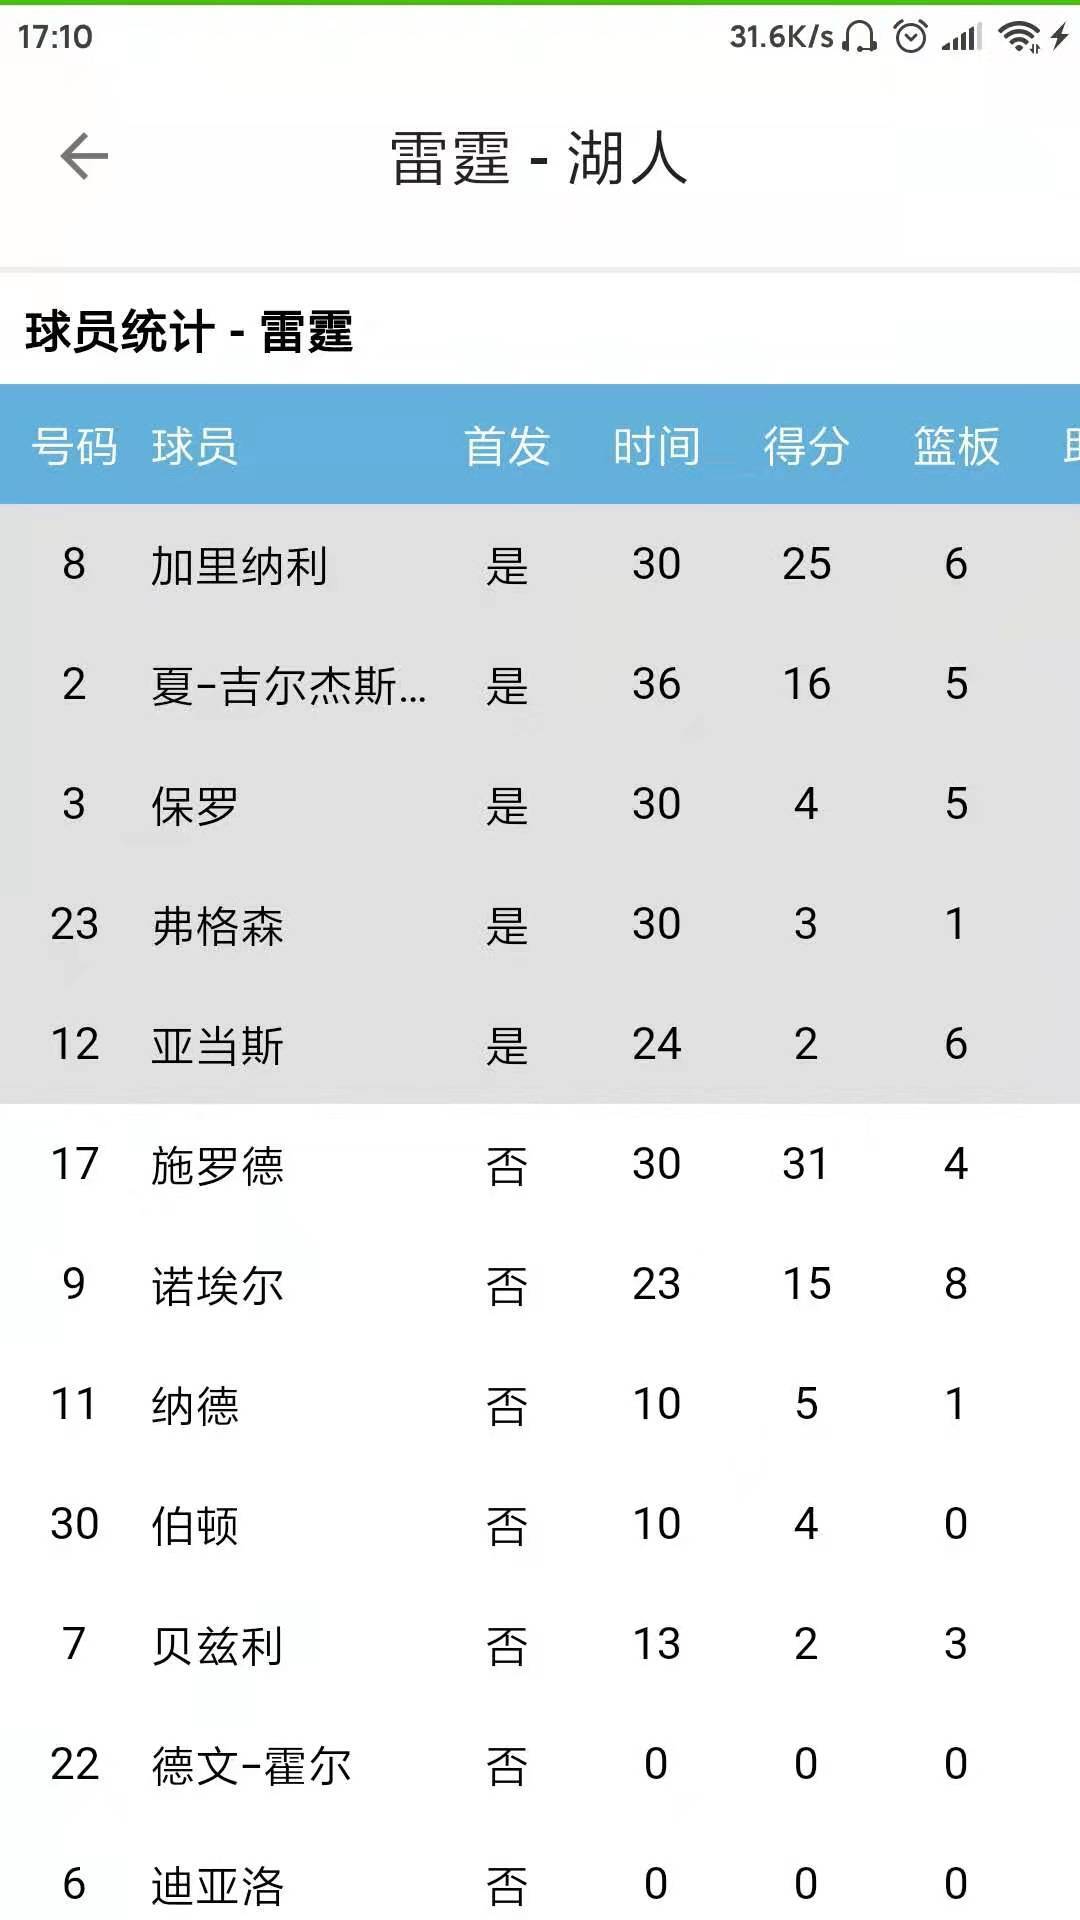 17:10 31.6K/s
雷霆 - 湖人
球员统计 - 雷霆
号码 球员 首发 时间 得分 篮板
8 加里纳利 是 30 25 6
2 夏-吉尔杰斯... 是 36 16 5
3 保罗 是 30 4 5
23 弗格森 是 30 3 1
12 亚当斯 是 24 2 6
17 施罗德 否 30 31 4
9 诺埃尔 否 23 15 8
11 纳德 否 10 5 1
30 伯顿 否 10 4 0
7 贝兹利 否 13 2 3
22 德文-霍尔 否 0 0 0
6 迪亚洛 否 0 0 0